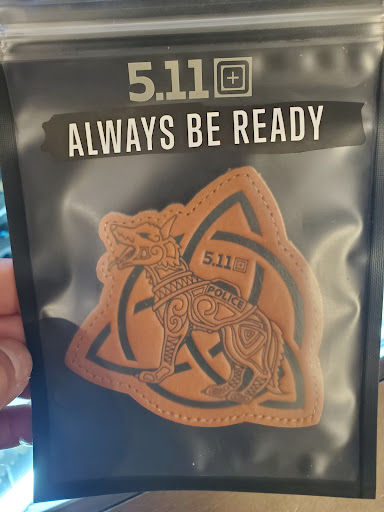 5.11
ALWAYS BE READY
5.11
POLICE